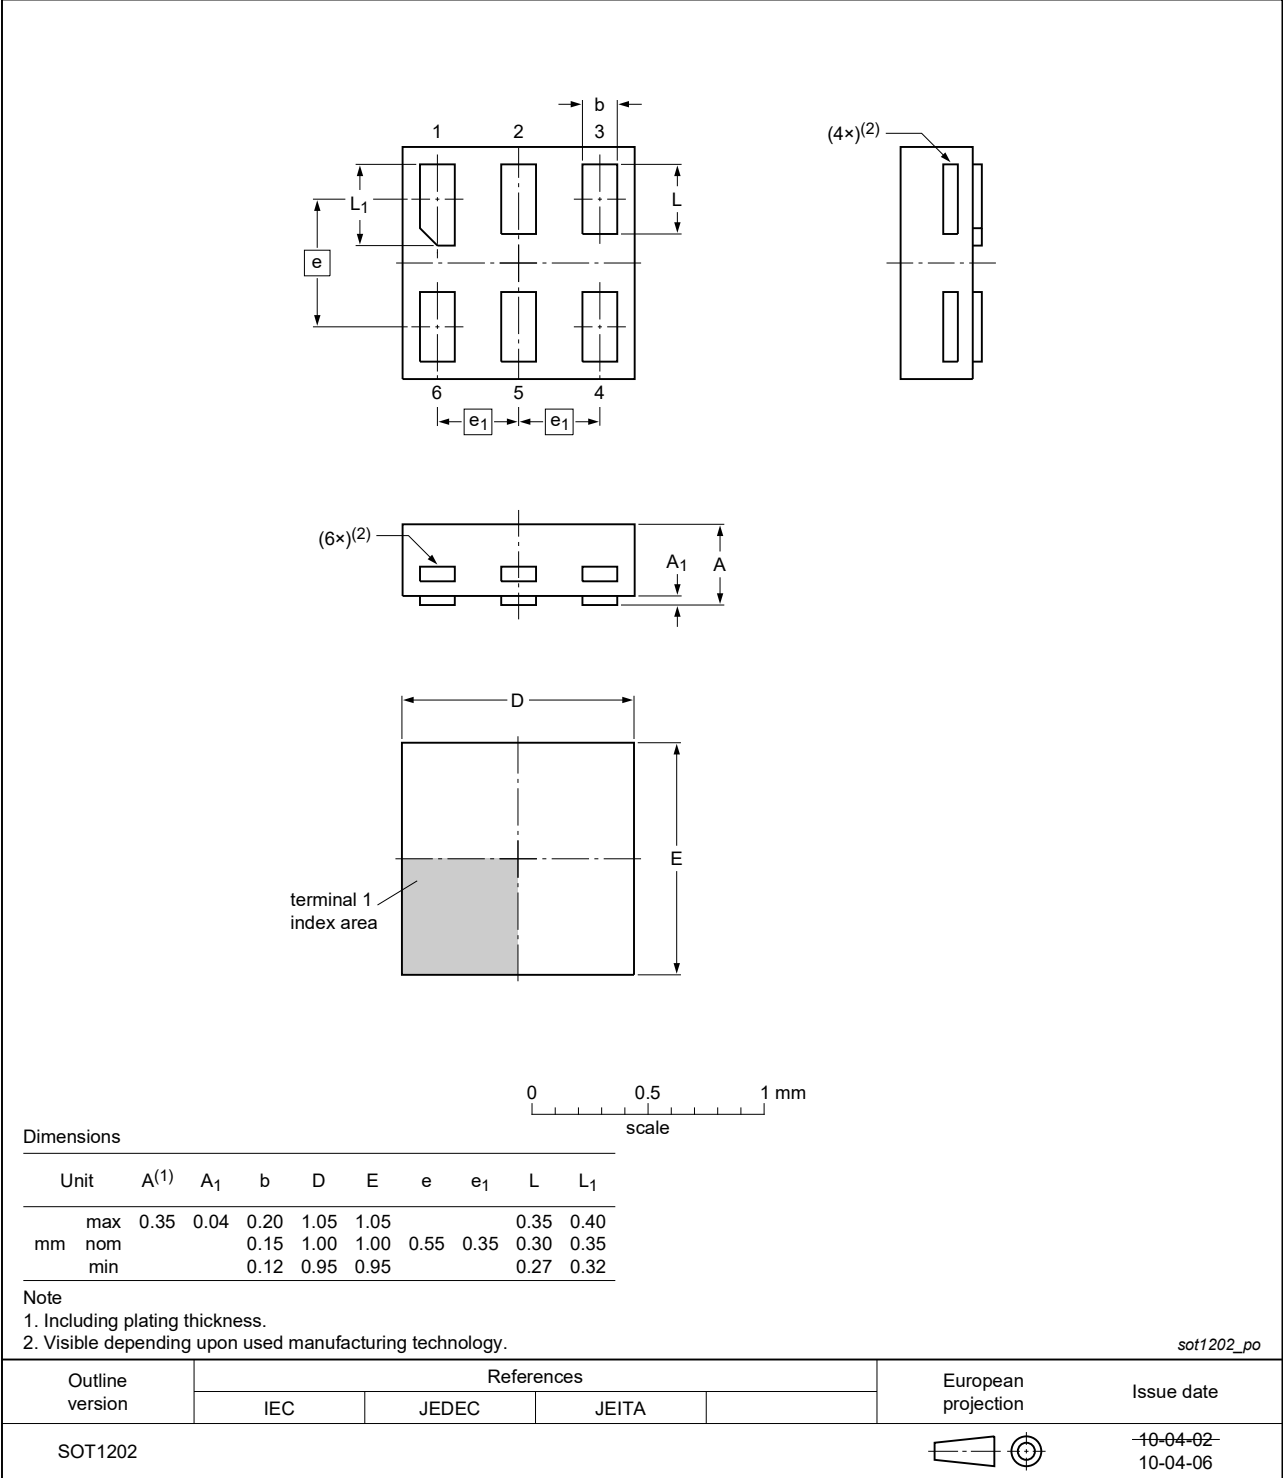 b
1 2 3
(4×)(2)
L1
L
e
6 5 4
e1 e1
(6×)(2)
A1 A
D
E
terminal 1
index area
0 0.5 1 mm
scale
Dimensions
Unit A(1) A1 b D E e e1 L L1
max 0.35 0.04 0.20 1.05 1.05 0.35 0.40
mm nom 0.15 1.00 1.00 0.55 0.35 0.30 0.35
min 0.12 0.95 0.95 0.27 0.32
Note
1. Including plating thickness.
2. Visible depending upon used manufacturing technology.
sot1202_po
Outline version
References
IEC JEDEC JEITA
European projection
Issue date
SOT1202
10-04-02
10-04-06